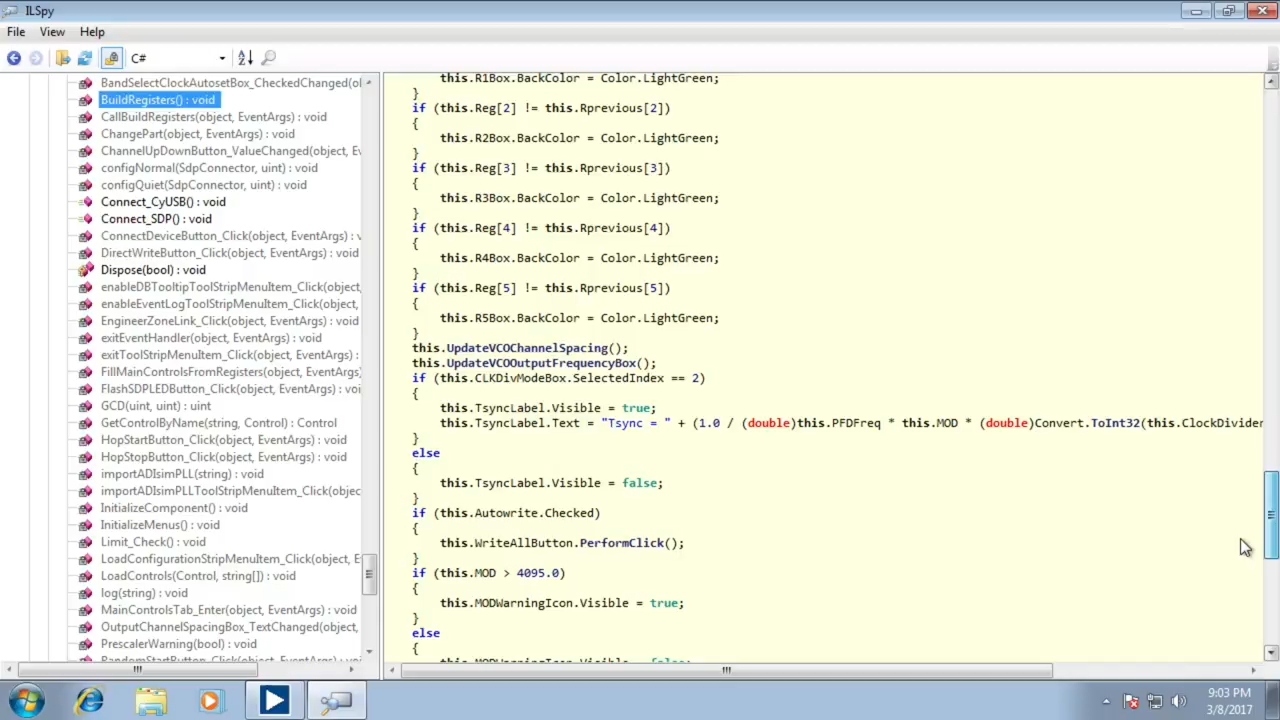 ILSpy
File View Help
C#
BandSelectClockAutosetBox_CheckedChanged(ol
BuildRegisters() : void
CallBuildRegisters(object, EventArgs) : void
ChangePart(object, EventArgs) : void
ChannelUpDownButton_ValueChanged(object, Ev
configNormal(SdpConnector, uint) : void
configQuiet(SdpConnector, uint) : void
Connect_CyUSB() : void
Connect_SDP() : void
ConnectDeviceButton_Click(object, EventArgs) : v
DirectWriteButton_Click(object, EventArgs) : void
Dispose(bool) : void
enableDBTooltipToolStripMenuItem_Click(object,
enableEventLogToolStripMenuItem_Click(object,
EngineerZoneLink_Click(object, EventArgs) : void
exitEventHandler(object, EventArgs) : void
exitToolStripMenuItem_Click(object, EventArgs) :
FillMainControlsFromRegisters(object, EventArgs)
FlashSDPLEDButton_Click(object, EventArgs) : voi
GCD(uint, uint) : uint
GetControlByName(string, Control) : Control
HopStartButton_Click(object, EventArgs) : void
HopStopButton_Click(object, EventArgs) : void
importADIsimPLL(string) : void
importADIsimPLLToolStripMenuItem_Click(objec
InitializeComponent() : void
InitializeMenus() : void
Limit_Check() : void
LoadConfigurationStripMenuItem_Click(object, E
LoadControls(Control, string[]) : void
log(string) : void
MainControlsTab_Enter(object, EventArgs) : void
OutputChannelSpacingBox_TextChanged(object,
PrescalerWarning(bool) : void
RandomStartButton_Click(object, EventArgs) : voi
this.R1Box.BackColor = Color.LightGreen;
}
if (this.Reg[2] != this.Rprevious[2])
{
this.R2Box.BackColor = Color.LightGreen;
}
if (this.Reg[3] != this.Rprevious[3])
{
this.R3Box.BackColor = Color.LightGreen;
}
if (this.Reg[4] != this.Rprevious[4])
{
this.R4Box.BackColor = Color.LightGreen;
}
if (this.Reg[5] != this.Rprevious[5])
{
this.R5Box.BackColor = Color.LightGreen;
}
this.UpdateVCOChannelSpacing();
this.UpdateVCOOutputFrequencyBox();
if (this.CLKDivModeBox.SelectedIndex == 2)
{
this.TsyncLabel.Visible = true;
this.TsyncLabel.Text = "Tsync = " + (1.0 / (double)this.PFDFreq * this.MOD * (double)Convert.ToInt32(this.ClockDivider
}
else
{
this.TsyncLabel.Visible = false;
}
if (this.Autowrite.Checked)
{
this.WriteAllButton.PerformClick();
}
if (this.MOD > 4095.0)
{
this.MODWarningIcon.Visible = true;
}
else
{
this.MODWarningIcon.Visible = false;
9:03 PM
3/8/2017